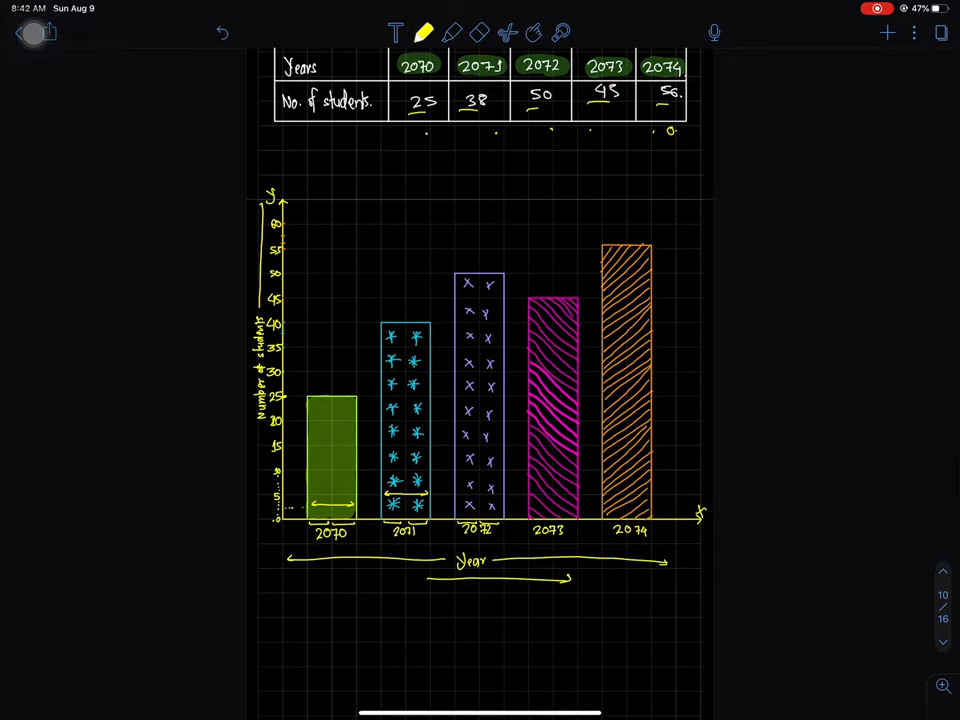 8:42 AM Sun Aug 9
47%
T
Years 2070 2071 2072 2073 2074
No. of students. 25 38 50 45 56.
y
60
55
50
45
40
35
30
25
20
15
10
5
0
Number of students
x
2070 2071 2072 2073 2074
Year
10
/
16